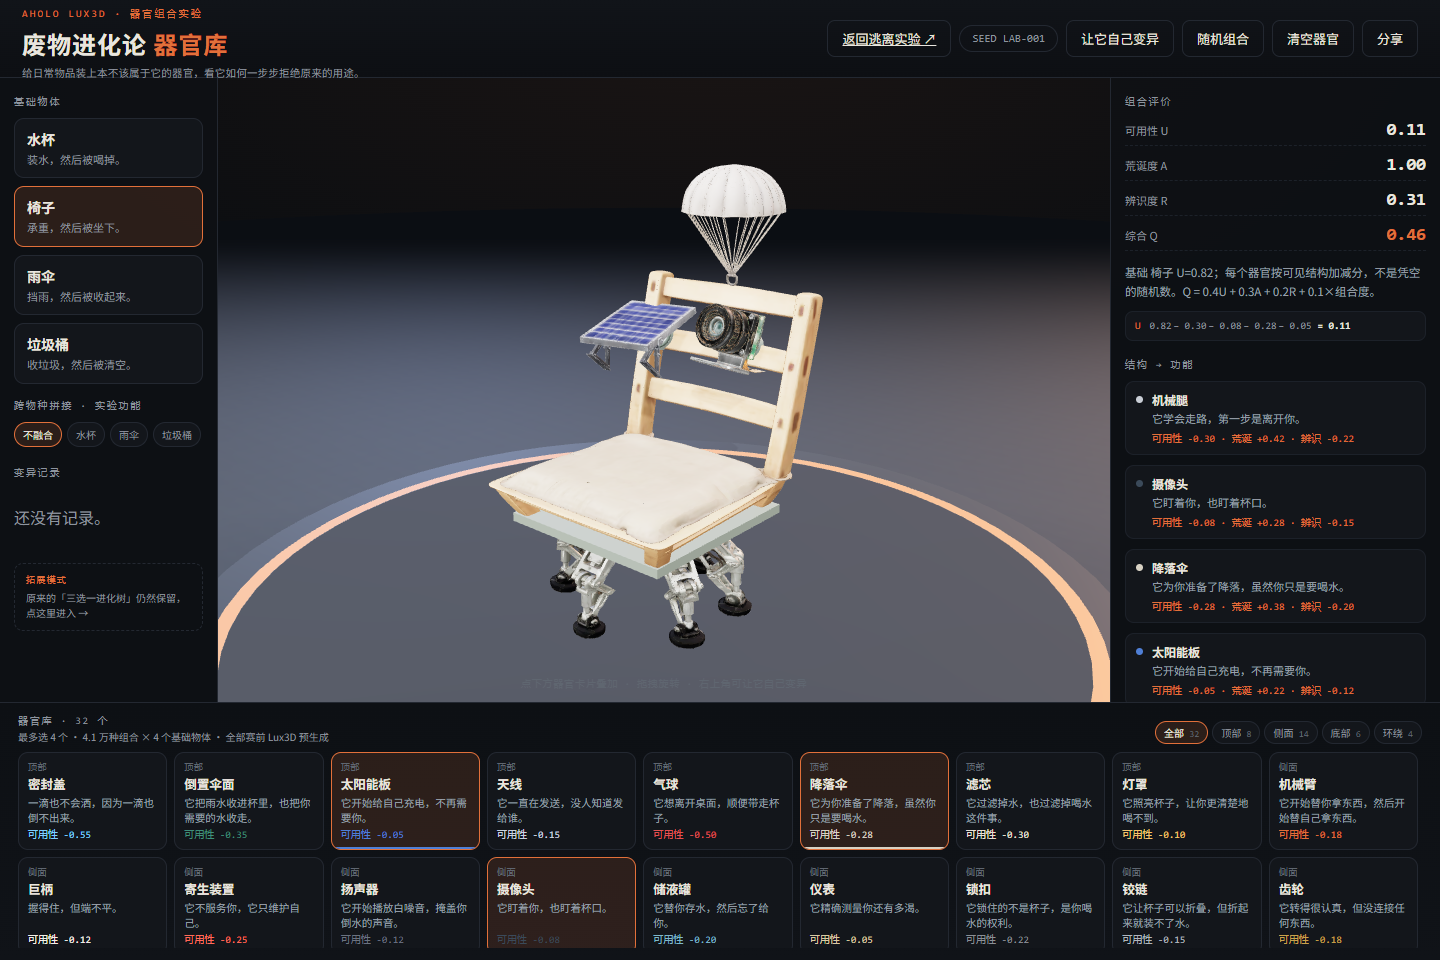 AHOLO LUX3D · 器官组合实验
废物进化论 器官库
给日常物品装上本不该属于它的器官，看它如何一步步拒绝原来的用途。
返回逃离实验 ↗
SEED LAB-001
让它自己变异
随机组合
清空器官
分享
基础物体
水杯
装水，然后被喝掉。
椅子
承重，然后被坐下。
雨伞
挡雨，然后被收起来。
垃圾桶
收垃圾，然后被清空。
跨物种拼接 · 实验功能
不融合
水杯
雨伞
垃圾桶
变异记录
还没有记录。
拓展模式
原来的「三选一进化树」仍然保留，
点这里进入 →
组合评价
可用性 U
0.11
荒诞度 A
1.00
辨识度 R
0.31
综合 Q
0.46
基础 椅子 U=0.82；每个器官按可见结构加减分，不是凭空
的随机数。Q = 0.4U + 0.3A + 0.2R + 0.1×组合度。
U 0.82 − 0.30 − 0.08 − 0.28 − 0.05 = 0.11
结构 → 功能
机械腿
它学会走路，第一步是离开你。
可用性 -0.30 · 荒诞 +0.42 · 辨识 -0.22
摄像头
它盯着你，也盯着杯口。
可用性 -0.08 · 荒诞 +0.28 · 辨识 -0.15
降落伞
它为你准备了降落，虽然你只是要喝水。
可用性 -0.28 · 荒诞 +0.38 · 辨识 -0.20
太阳能板
它开始给自己充电，不再需要你。
可用性 -0.05 · 荒诞 +0.22 · 辨识 -0.12
器官库 · 32 个
最多选 4 个 · 4.1 万种组合 × 4 个基础物体 · 全部赛前 Lux3D 预生成
全部 32
顶部 8
侧面 14
底部 6
环绕 4
顶部
密封盖
一滴也不会洒，因为一滴也
倒不出来。
可用性 -0.55
顶部
倒置伞面
它把雨水收进杯里，也把你
需要的水收走。
可用性 -0.35
顶部
太阳能板
它开始给自己充电，不再需
要你。
可用性 -0.05
顶部
天线
它一直在发送，没人知道发
给谁。
可用性 -0.15
顶部
气球
它想离开桌面，顺便带走杯
子。
可用性 -0.50
顶部
降落伞
它为你准备了降落，虽然你
只是要喝水。
可用性 -0.28
顶部
滤芯
它过滤掉水，也过滤掉喝水
这件事。
可用性 -0.30
顶部
灯罩
它照亮杯子，让你更清楚地
喝不到。
可用性 -0.10
侧面
机械臂
它开始替你拿东西，然后开
始替自己拿东西。
可用性 -0.18
侧面
巨柄
握得住，但端不平。
可用性 -0.12
侧面
寄生装置
它不服务你，它只维护自
己。
可用性 -0.25
侧面
扬声器
它开始播放白噪音，掩盖你
倒水的声音。
可用性 -0.12
侧面
摄像头
它盯着你，也盯着杯口。
可用性 -0.08
侧面
储液罐
它替你存水，然后忘了给
你。
可用性 -0.20
侧面
仪表
它精确测量你还有多渴。
可用性 -0.05
侧面
锁扣
它锁住的不是杯子，是你喝
水的权利。
可用性 -0.22
侧面
铰链
它让杯子可以折叠，但折起
来就装不了水。
可用性 -0.15
侧面
齿轮
它转得很认真，但没连接任
何东西。
可用性 -0.18